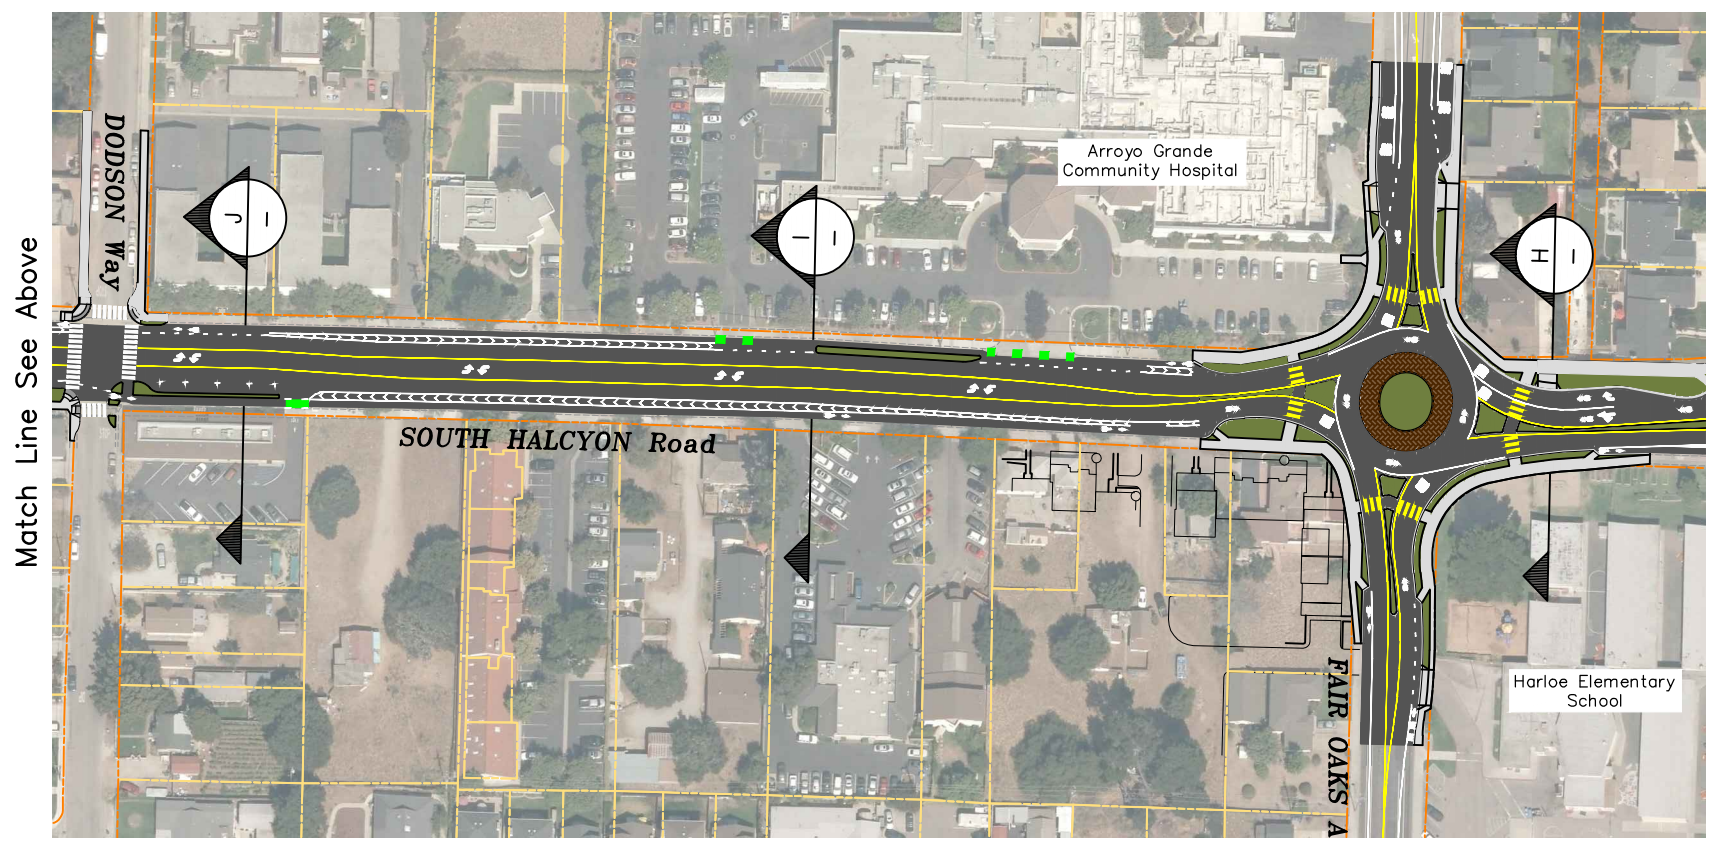 Match Line See Above
DODSON Way
J
—
I
—
Arroyo Grande
Community Hospital
H
—
SOUTH HALCYON Road
FAIR OAKS A
Harloe Elementary
School